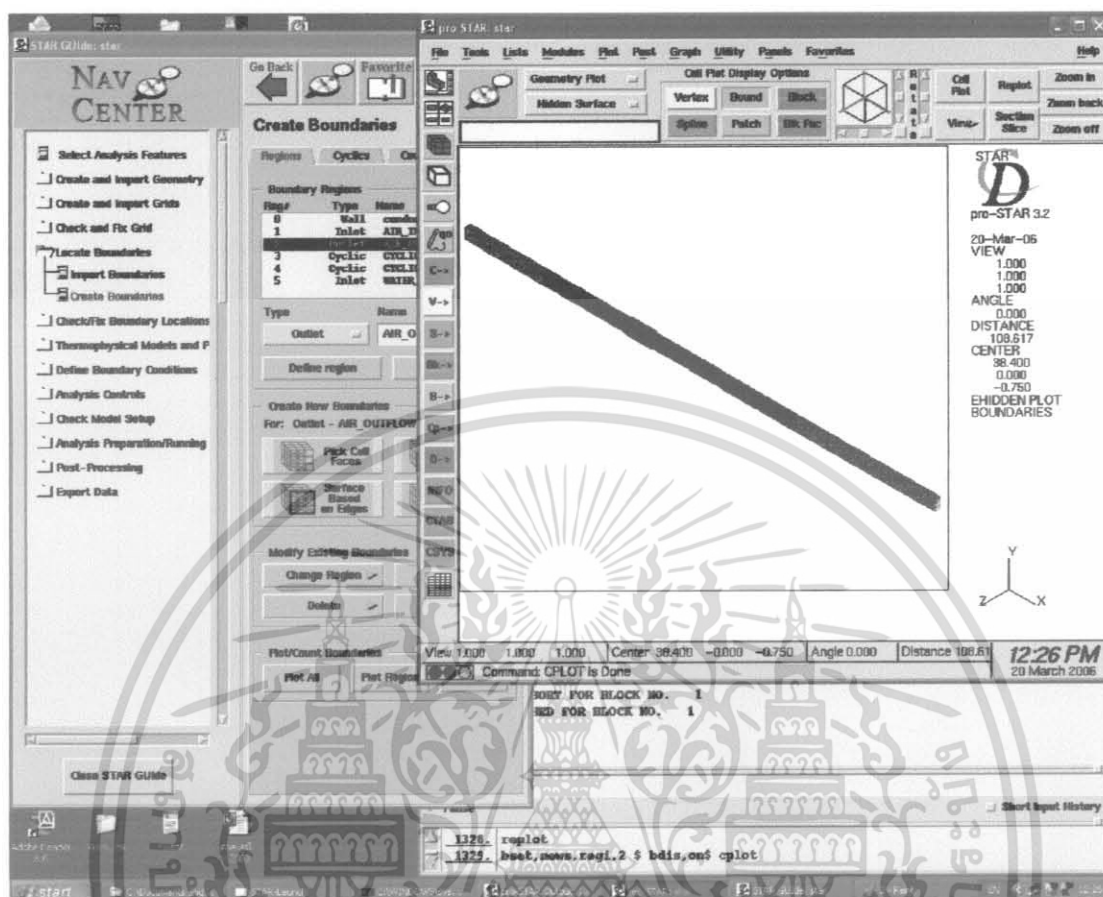 STAR GUIde: star
NAV
CENTER
Select Analysis Features
Create and Import Geometry
Create and Import Grids
Check and Fix Grid
Locate Boundaries
Import Boundaries
Create Boundaries
Check/Fix Boundary Locations
Thermophysical Models and P
Define Boundary Conditions
Analysis Controls
Check Model Setup
Analysis Preparation/Running
Post-Processing
Export Data
Close STAR GUIde
Go Back
Favorite
Create Boundaries
Regions
Cyclics
Boundary Regions
Reg#
Type
Name
0 Wall
1 Inlet
3 Cyclic
4 Cyclic
5 Inlet
Type
Name
Outlet
AIR_O
Define region
Create New Boundaries
For: Outlet - AIR_OUTFLOW
Pick Cell
Faces
Surface
Based
on Edges
Modify Existing Boundaries
Change Region
Delete
Plot/Count Boundaries
Plot All
Plot Region
pro STAR: star
File Tools Lists Modules Plot Post Graph Utility Panels Favorites Help
Geometry Plot
Hidden Surface
Cell Plot Display Options
Vertex Bound Block
Spline Patch Blk Fac
Rotate
Cell
Plot
Replot
View
Section
Slice
Zoom in
Zoom back
Zoom off
C->
V->
S->
Bk->
B->
Cp->
D->
INFO
CTAB
CSYS
STAR
CD
pro-STAR 3.2
20-Mar-06
VIEW
1.000
1.000
1.000
ANGLE
0.000
DISTANCE
108.617
CENTER
38.400
0.000
-0.750
EHIDDEN PLOT
BOUNDARIES
Y
Z
X
View 1.000 1.000 1.000 Center 38.400 -0.000 -0.750 Angle 0.000 Distance 108.61
Command: CPLOT is Done
12:26 PM
20 March 2006
FOR BLOCK NO. 1
FOR BLOCK NO. 1
Short Input History
1328. replot
1329. bset,news,regi,2 $ bdis,on$ cplot
start